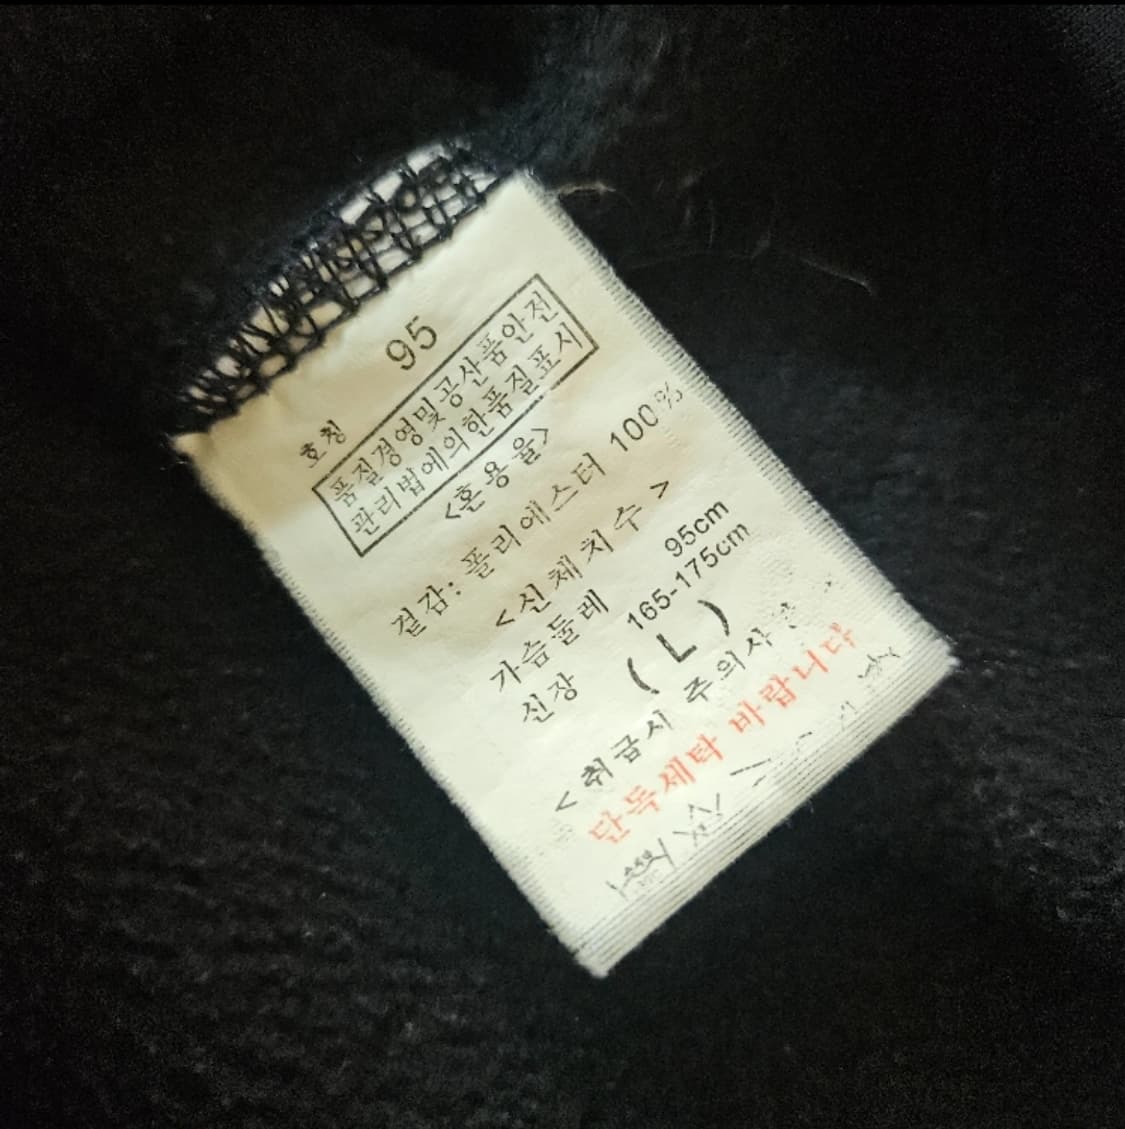 호칭 95
품질경영및공산품안전
관리법에의한품질표시
<혼용율>
겉감: 폴리에스터 100%
<신체치수>
가슴둘레 95cm
신장 165-175cm
( L )
<취급시 주의사항
단독세탁 바랍니다